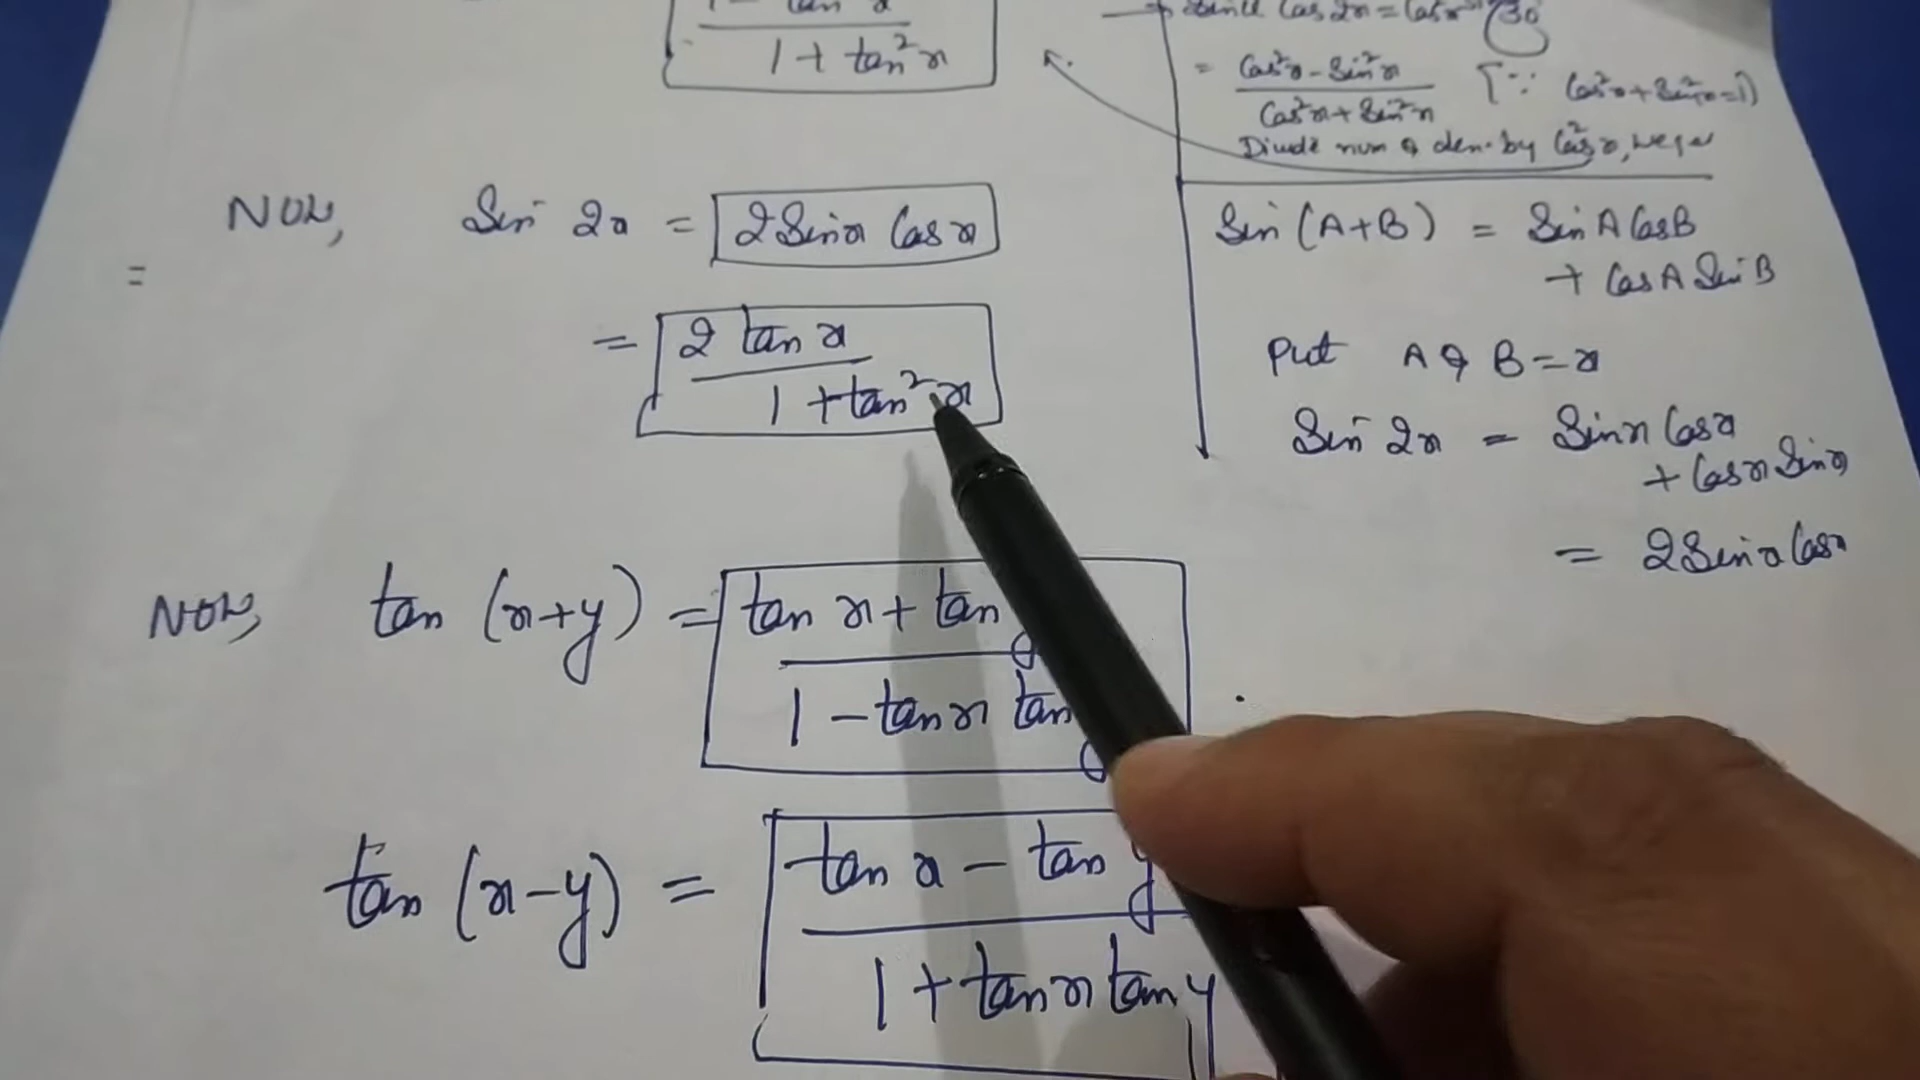 1 + tan²x
cos 2x = cos
= cos²x - sin²x
cos²x + sin²x
[∵ cos²x + sin²x = 1)
Divide num & den. by cos²x, we ge
Now, Sin 2x = 2 Sin x Cos x
=
= 2 tan x
1 + tan²x
Sin (A+B) = Sin A Cos B
+ Cos A Sin B
Put A & B = x
Sin 2x = Sin x Cos x
+ Cos x Sin x
= 2 Sin x Cos x
Now, tan (x+y) = tan x + tan y
1 - tan x tan
tan (x-y) = tan x - tan y
1 + tan x tan y